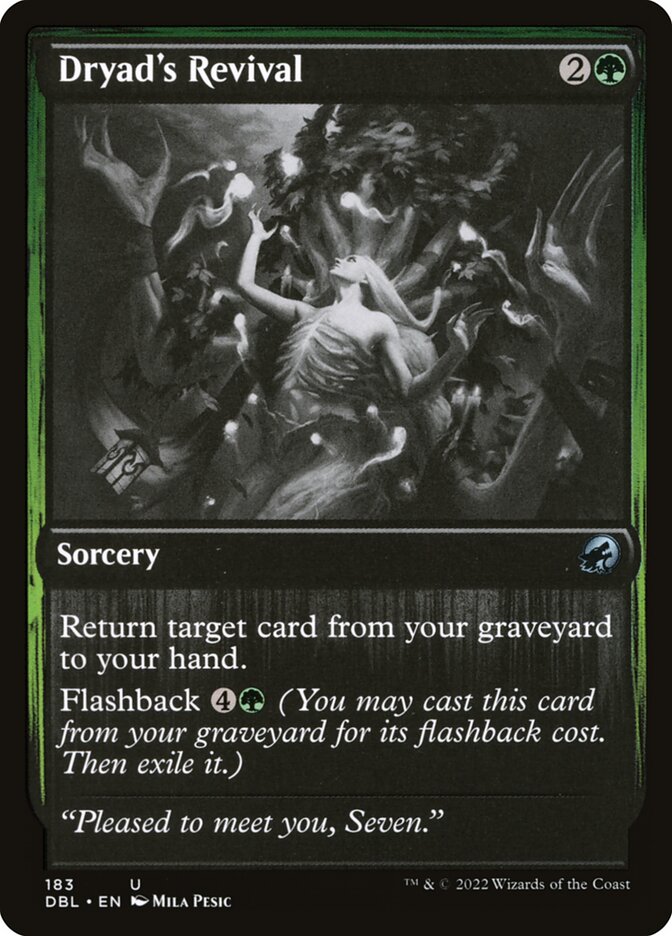 Dryad's Revival 2
Sorcery
Return target card from your graveyard
to your hand.
Flashback 4 (You may cast this card
from your graveyard for its flashback cost.
Then exile it.)
"Pleased to meet you, Seven."
183 U
DBL • EN Mila Pesic
™ & © 2022 Wizards of the Coast